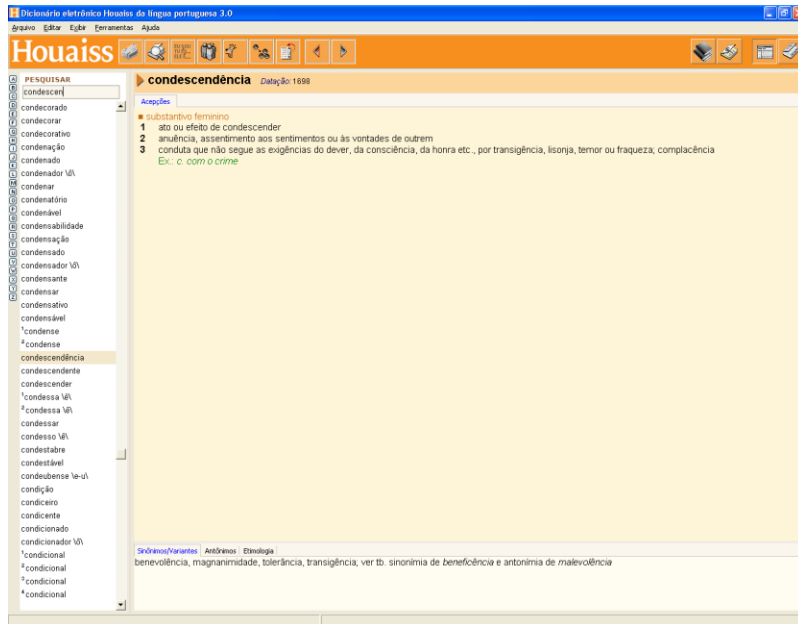 Dicionário eletrônico Houaiss da língua portuguesa 3.0
Arquivo Editar Exibir Ferramentas Ajuda
Houaiss
PESQUISAR
condescen
condecorado
condecorar
condecorativo
condenação
condenado
condenador \ô\
condenar
condenatório
condenável
condensabilidade
condensação
condensado
condensador \ô\
condensante
condensar
condensativo
condensável
¹condense
²condense
condescendência
condescendente
condescender
¹condessa \ê\
²condessa \ê\
condessar
condesso \ê\
condestabre
condestável
condeubense \e-u\
condição
condiceiro
condicente
condicionado
condicionador \ô\
¹condicional
²condicional
³condicional
⁴condicional
condescendência Datação: 1698
Acepções
substantivo feminino
1 ato ou efeito de condescender
2 anuência, assentimento aos sentimentos ou às vontades de outrem
3 conduta que não segue as exigências do dever, da consciência, da honra etc., por transigência, lisonja, temor ou fraqueza; complacência
Ex.: c. com o crime
Sinônimos/Variantes Antônimos Etimologia
benevolência, magnanimidade, tolerância, transigência; ver tb. sinonímia de beneficência e antonímia de malevolência